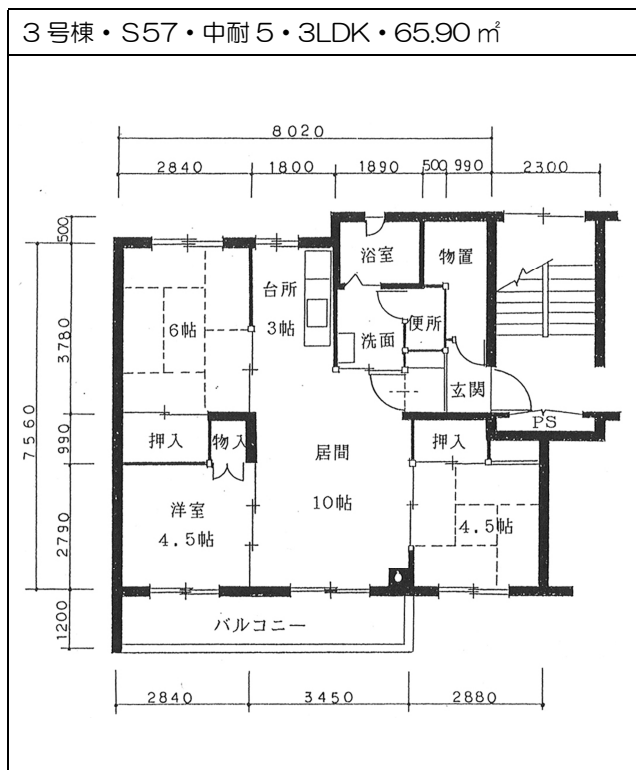 3号棟・S57・中耐5・3LDK・65.90㎡
8020
2840 1800 1890 500 990 2300
500
3780
7560
990
2790
1200
浴室
物置
台所
3帖
6帖
洗面
便所
玄関
PS
押入
物入
居間
押入
洋室
4.5帖
10帖
4.5帖
バルコニー
2840 3450 2880